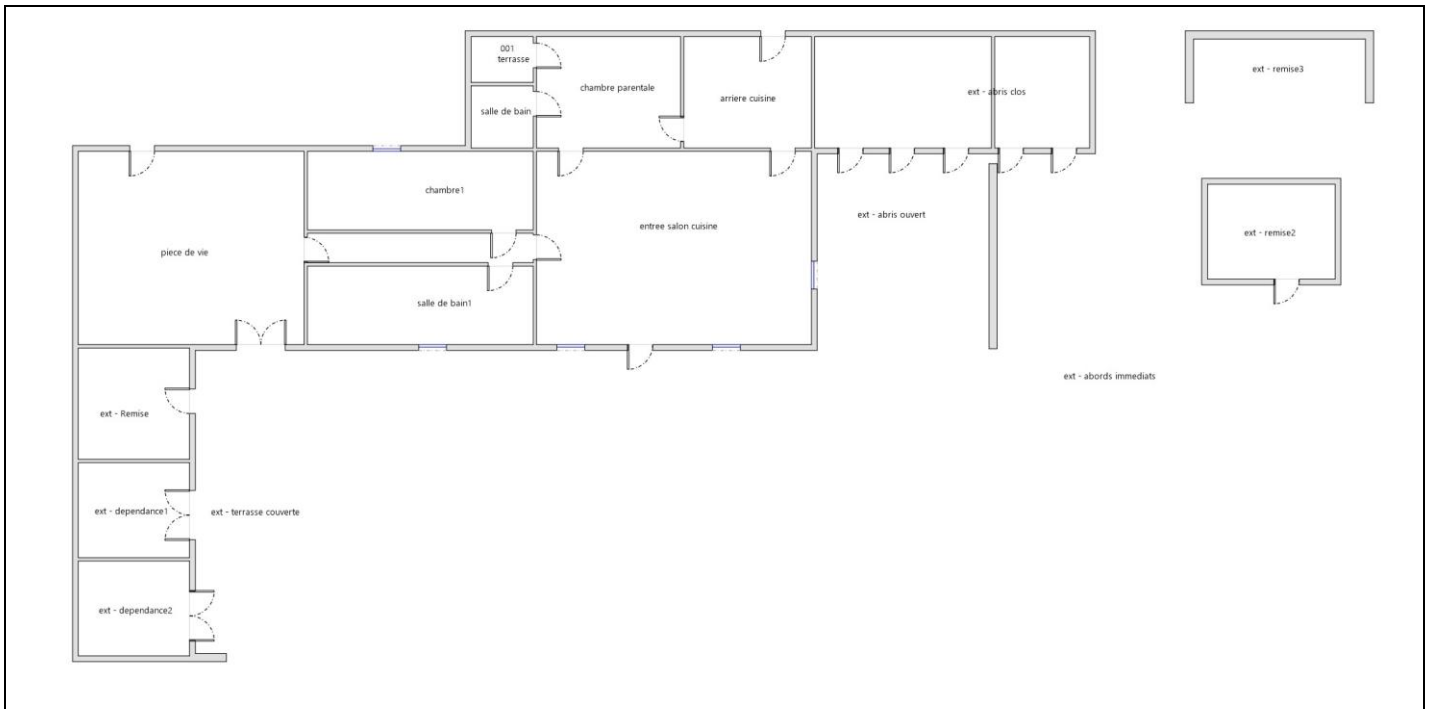 001
terrasse
salle de bain
chambre parentale
arriere cuisine
ext - abris clos
ext - remise3
chambre1
entree salon cuisine
ext - abris ouvert
ext - remise2
piece de vie
salle de bain1
ext - abords immediats
ext - Remise
ext - dependance1
ext - terrasse couverte
ext - dependance2